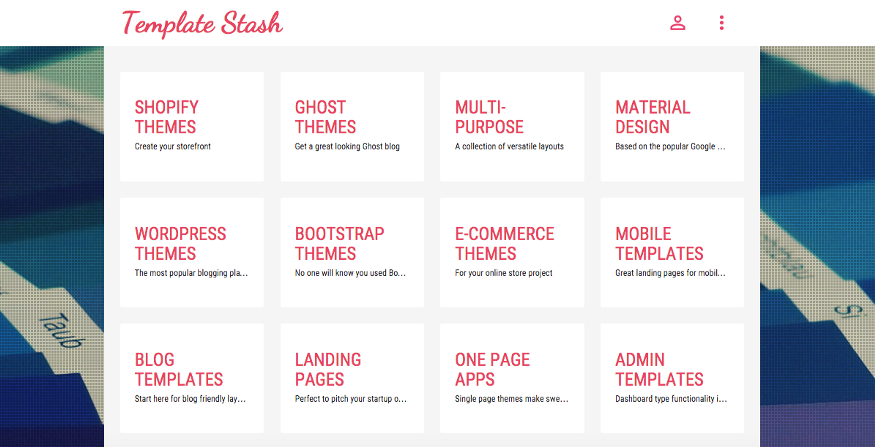 Template Stash
SHOPIFY
THEMES
Create your storefront
GHOST
THEMES
Get a great looking Ghost blog
MULTI-
PURPOSE
A collection of versatile layouts
MATERIAL
DESIGN
Based on the popular Google ...
WORDPRESS
THEMES
The most popular blogging pla...
BOOTSTRAP
THEMES
No one will know you used Bo...
E-COMMERCE
THEMES
For your online store project
MOBILE
TEMPLATES
Great landing pages for mobil...
BLOG
TEMPLATES
Start here for blog friendly lay...
LANDING
PAGES
Perfect to pitch your startup o...
ONE PAGE
APPS
Single page themes make swe...
ADMIN
TEMPLATES
Dashboard type functionality i...
Taub
Si